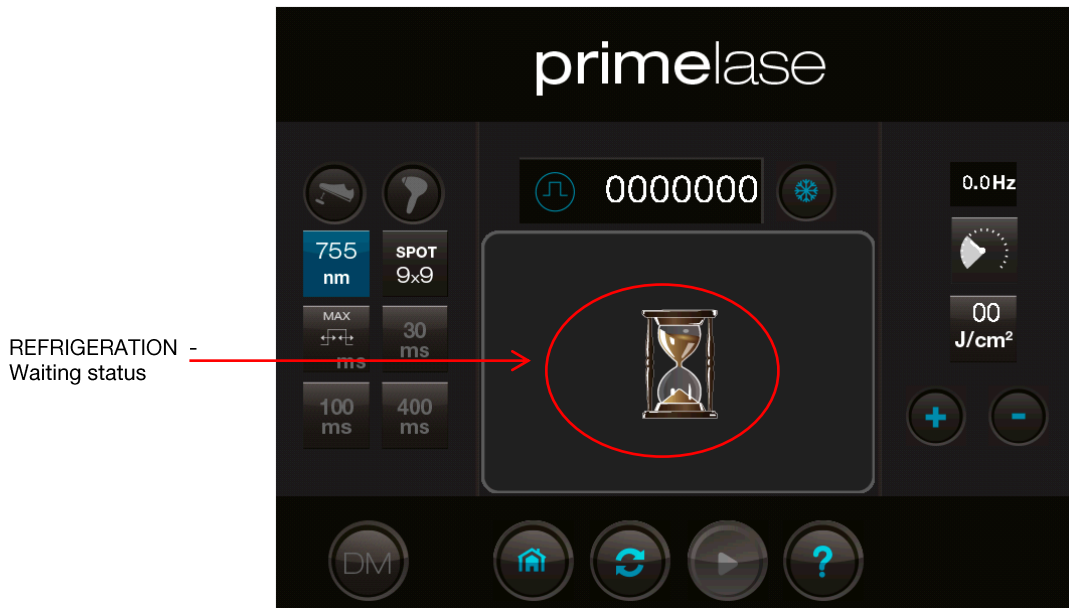 primelase
0000000
0.0Hz
755
nm
SPOT
9x9
00
J/cm²
MAX
ms
30
ms
REFRIGERATION -
Waiting status
100
ms
400
ms
+
-
DM
?